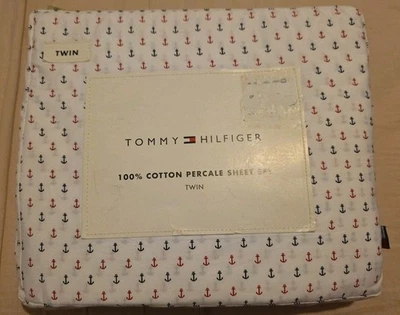 TWIN
TOMMY HILFIGER
100% COTTON PERCALE SHEET SET
TWIN